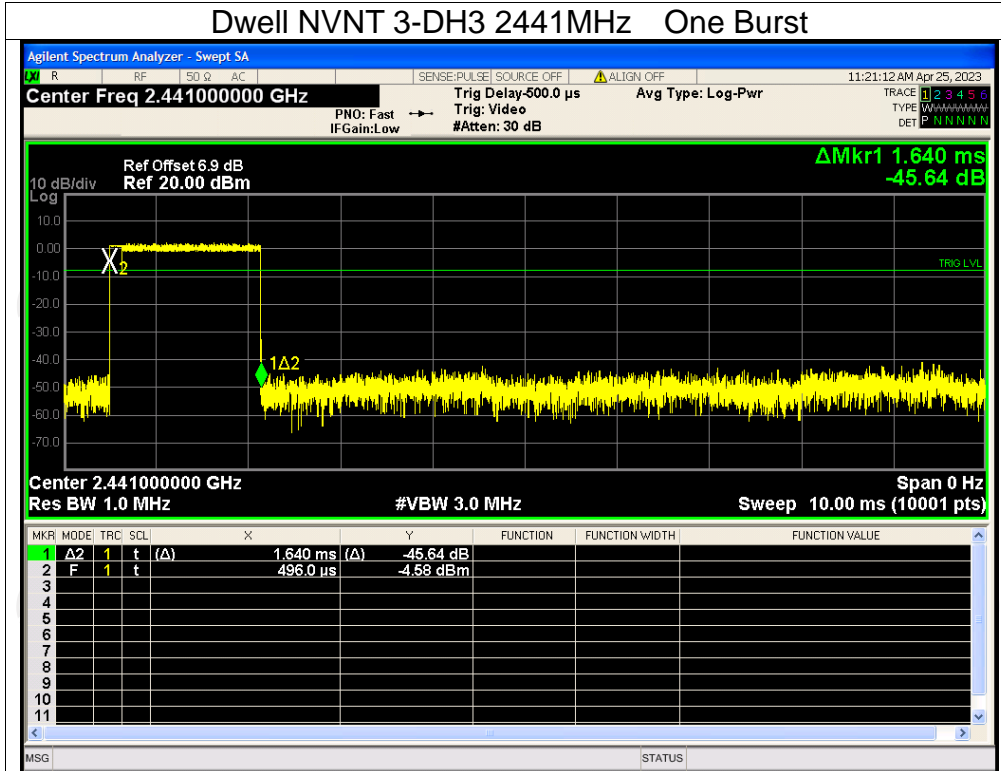 Dwell NVNT 3-DH3 2441MHz One Burst
Agilent Spectrum Analyzer - Swept SA
LXI R RF 50 Ω AC SENSE:PULSE SOURCE OFF ALIGN OFF 11:21:12 AM Apr 25, 2023
Center Freq 2.441000000 GHz
PNO: Fast
IFGain:Low
Trig Delay-500.0 µs
Trig: Video
#Atten: 30 dB
Avg Type: Log-Pwr
TRACE 1 2 3 4 5 6
TYPE WWWWWWW
DET P N N N N N
ΔMkr1 1.640 ms
-45.64 dB
Ref Offset 6.9 dB
10 dB/div Ref 20.00 dBm
Log
10.0
0.00
-10.0
-20.0
-30.0
-40.0
-50.0
-60.0
-70.0
X
2
TRIG LVL
1Δ2
Center 2.441000000 GHz Span 0 Hz
Res BW 1.0 MHz #VBW 3.0 MHz Sweep 10.00 ms (10001 pts)
MKR MODE TRC SCL X Y FUNCTION FUNCTION WIDTH FUNCTION VALUE
1 Δ2 1 t (Δ) 1.640 ms (Δ) -45.64 dB
2 F 1 t 496.0 µs -4.58 dBm
3
4
5
6
7
8
9
10
11
MSG STATUS